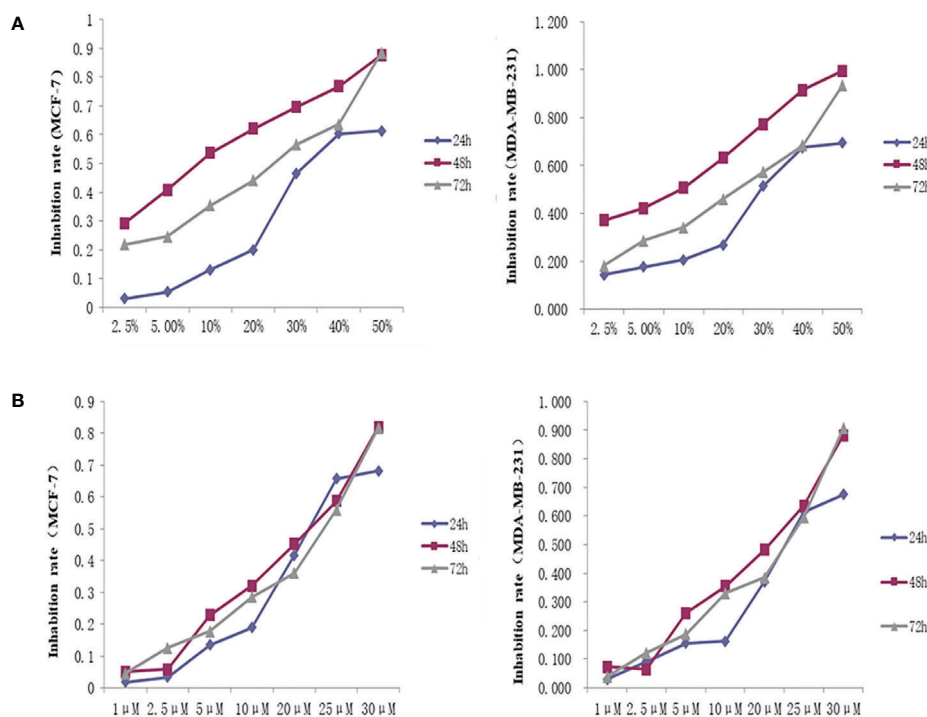 A
Inhabition rate (MCF-7)
1
0.9
0.8
0.7
0.6
0.5
0.4
0.3
0.2
0.1
0
2.5% 5.00% 10% 20% 30% 40% 50%
24h
48h
72h
Inhabition rate (MDA-MB-231)
1.000
0.800
0.600
0.400
0.200
0.000
2.5% 5.00% 10% 20% 30% 40% 50%
24h
48h
72h
B
Inhabition rate (MCF-7)
0.9
0.8
0.7
0.6
0.5
0.4
0.3
0.2
0.1
0
1μM 2.5μM 5μM 10μM 20μM 25μM 30μM
24h
48h
72h
Inhabition rate (MDA-MB-231)
1.000
0.900
0.800
0.700
0.600
0.500
0.400
0.300
0.200
0.100
0.000
1μM 2.5μM 5μM 10μM 20μM 25μM 30μM
24h
48h
72h